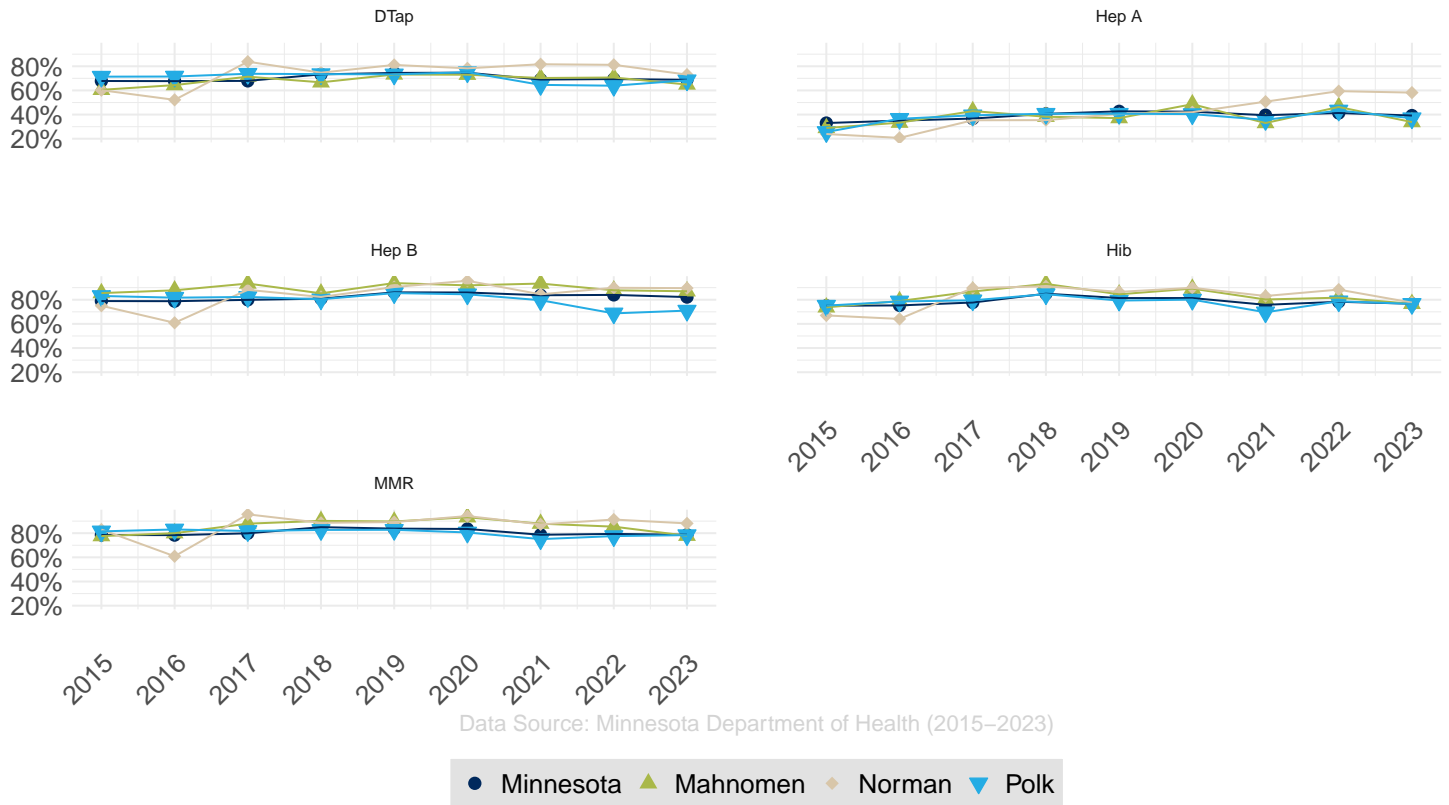 DTap
Hep A
80%
60%
40%
20%
Hep B
Hib
80%
60%
40%
20%
2015 2016 2017 2018 2019 2020 2021 2022 2023
MMR
80%
60%
40%
20%
2015 2016 2017 2018 2019 2020 2021 2022 2023
Data Source: Minnesota Department of Health (2015–2023)
Minnesota Mahnomen Norman Polk